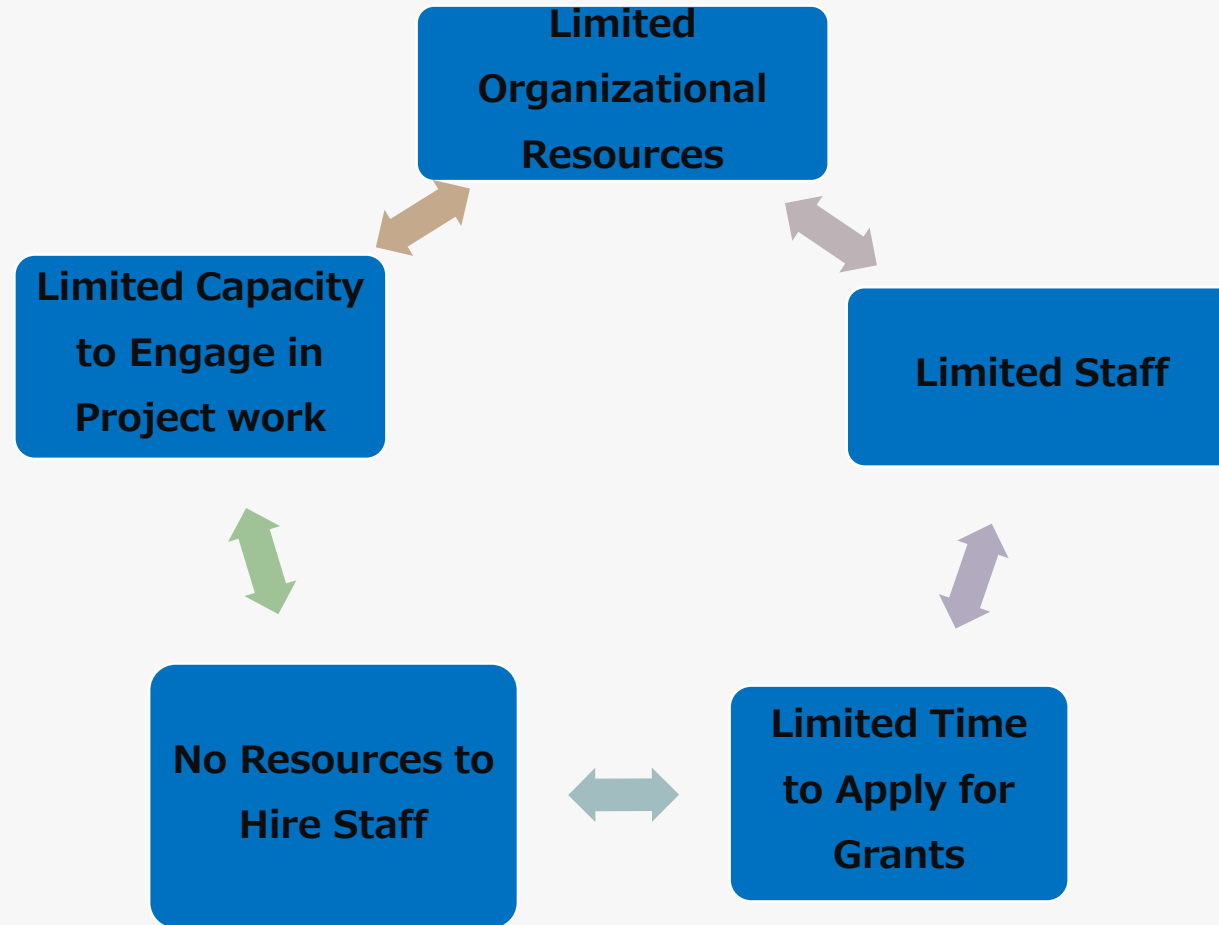 Limited
Organizational
Resources
Limited Capacity
to Engage in
Project work
Limited Staff
No Resources to
Hire Staff
Limited Time
to Apply for
Grants